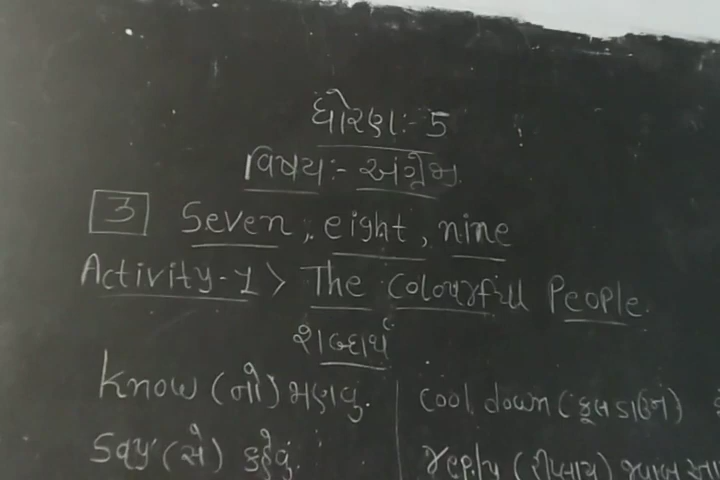 ધોરણ:- 5
વિષય:- અંગ્રેજી
3 Seven, eight, nine
Activity-1 > The Colourfull People.
શબ્દાર્થ
Know (નો) ભણવુ.
Cool down (કૂલ ડાઉન)
Say (સે) કહેવું.
reply (રીપ્લાય) જવાબ